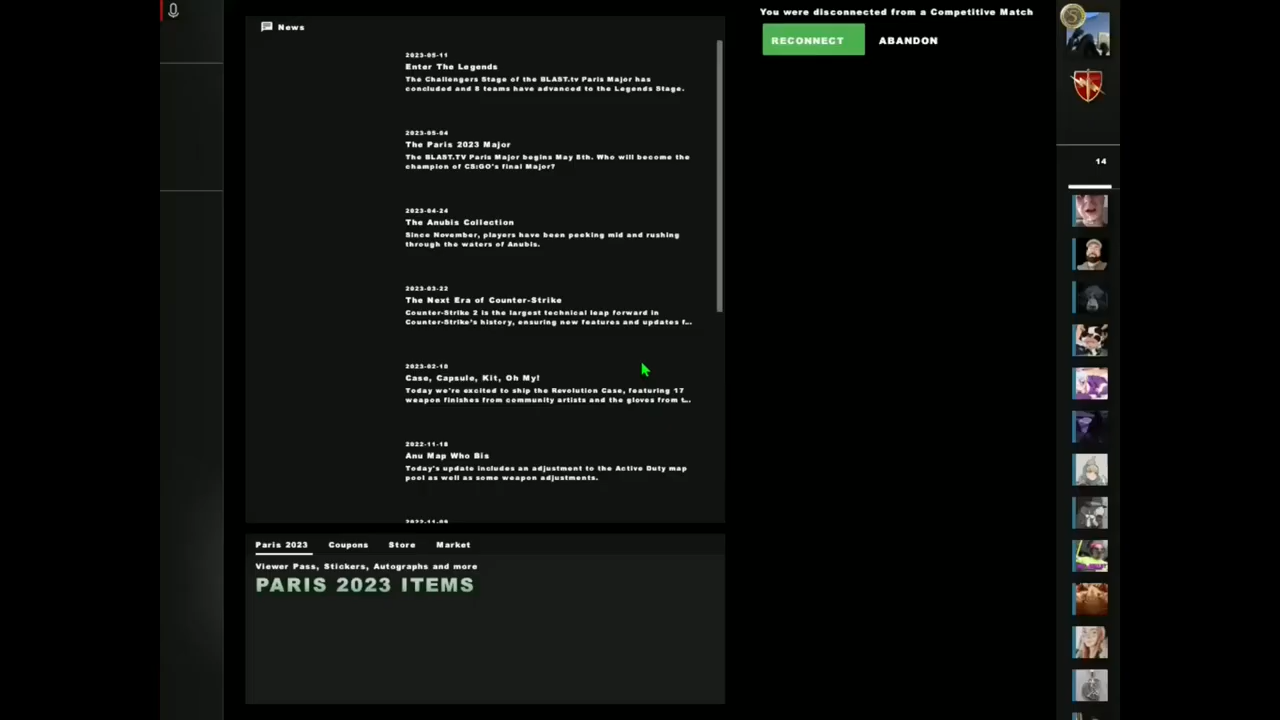 News
2023-05-11
Enter The Legends
The Challengers Stage of the BLAST.tv Paris Major has
concluded and 8 teams have advanced to the Legends Stage.
2023-05-04
The Paris 2023 Major
The BLAST.TV Paris Major begins May 8th. Who will become the
champion of CS:GO's final Major?
2023-04-24
The Anubis Collection
Since November, players have been peeking mid and rushing
through the waters of Anubis.
2023-03-22
The Next Era of Counter-Strike
Counter-Strike 2 is the largest technical leap forward in
Counter-Strike's history, ensuring new features and updates f...
2023-02-10
Case, Capsule, Kit, Oh My!
Today we're excited to ship the Revolution Case, featuring 17
weapon finishes from community artists and the gloves from t...
2022-11-18
Anu Map Who Bis
Today's update includes an adjustment to the Active Duty map
pool as well as some weapon adjustments.
Paris 2023 Coupons Store Market
Viewer Pass, Stickers, Autographs and more
PARIS 2023 ITEMS
You were disconnected from a Competitive Match
RECONNECT ABANDON
5
14